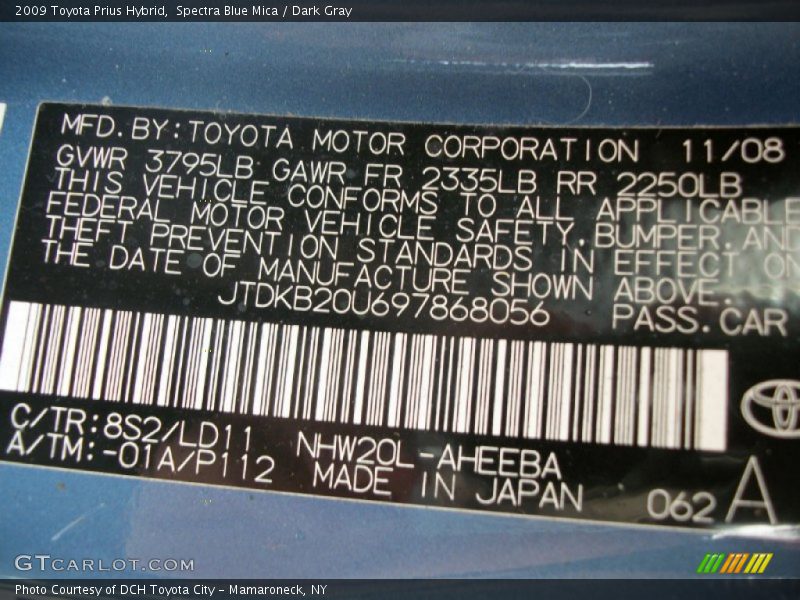 2009 Toyota Prius Hybrid,  Spectra Blue Mica / Dark Gray
MFD. BY: TOYOTA MOTOR CORPORATION 11/08
GVWR 3795LB GAWR FR 2335LB RR 2250LB
THIS VEHICLE CONFORMS TO ALL APPLICABLE
FEDERAL MOTOR VEHICLE SAFETY, BUMPER, AND
THEFT PREVENTION STANDARDS IN EFFECT ON
THE DATE OF MANUFACTURE SHOWN ABOVE.
JTDKB20U697868056 PASS. CAR
C/TR: 8S2/LD11 NHW20L-AHEEBA
A/TM: -01A/P112 MADE IN JAPAN 062 A
GTCARLOT.COM
Photo Courtesy of DCH Toyota City - Mamaroneck, NY